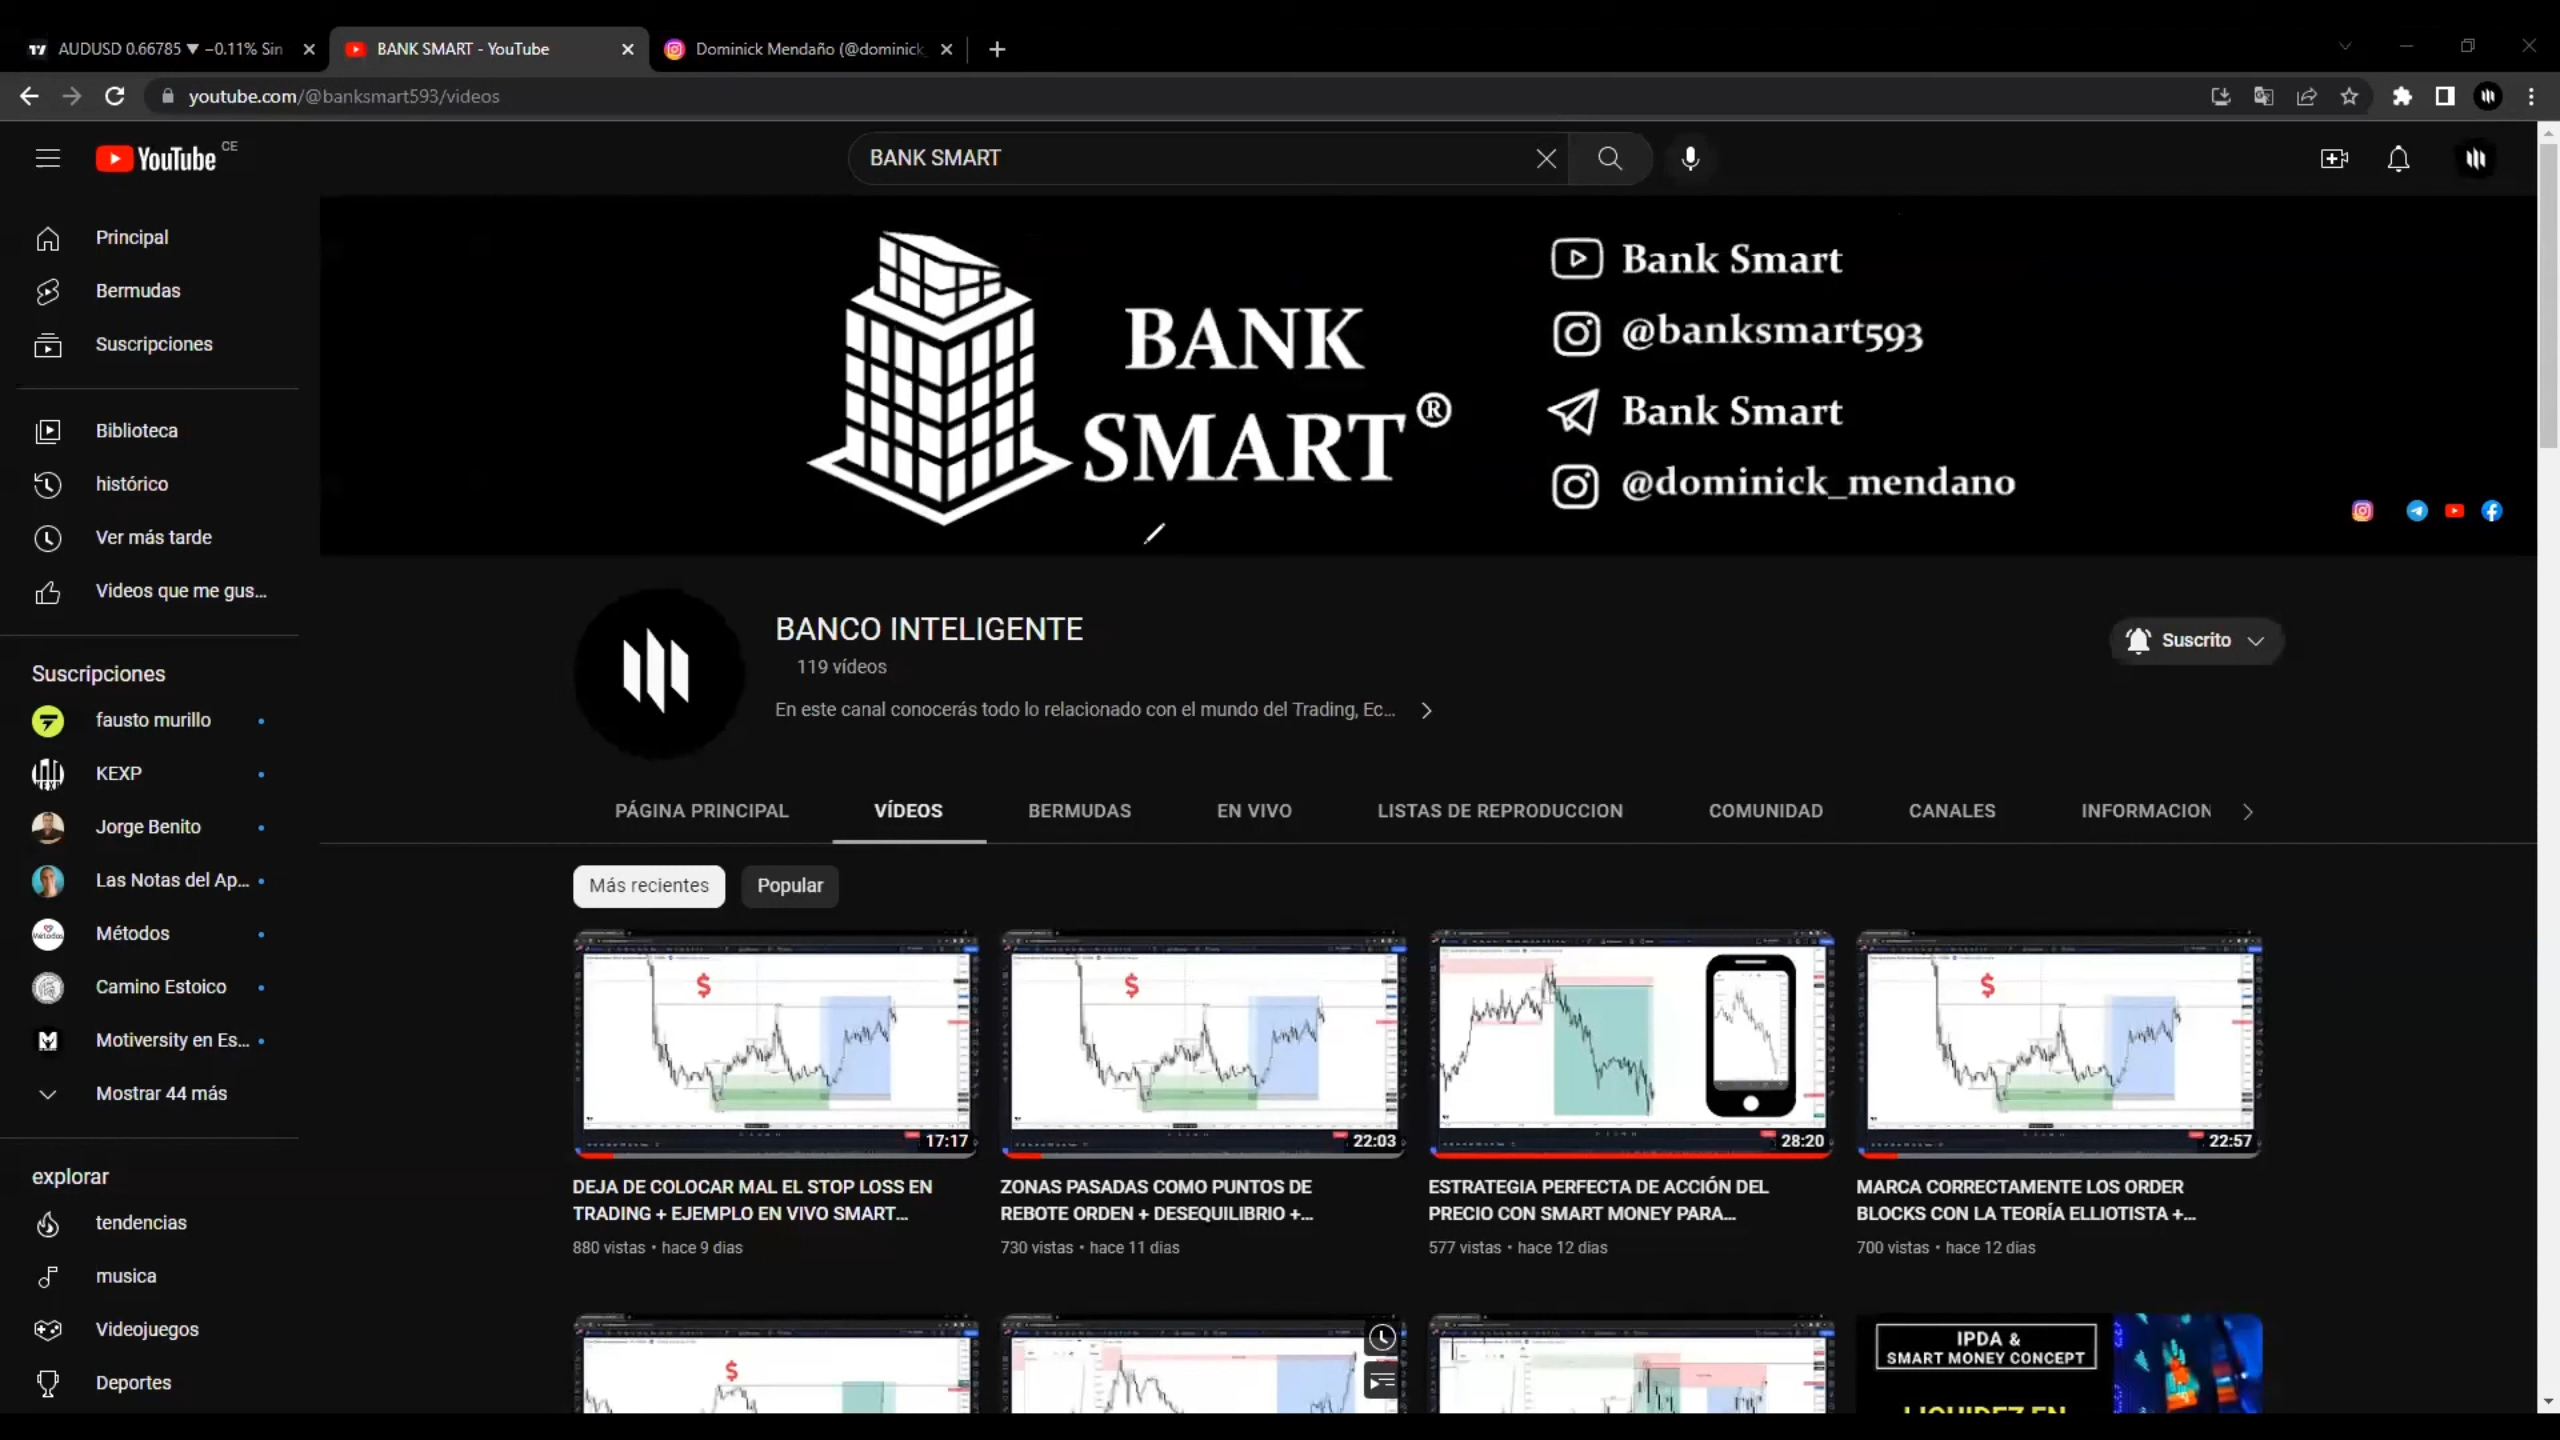 AUDUSD 0.66785 ▼ −0.11% Sin
BANK SMART - YouTube
Dominick Mendaño (@dominick_
youtube.com/@banksmart593/videos
YouTube CE
BANK SMART
Principal
Bermudas
Suscripciones
Biblioteca
histórico
Ver más tarde
Videos que me gus...
Suscripciones
fausto murillo
KEXP
Jorge Benito
Las Notas del Ap...
Métodos
Camino Estoico
Motiversity en Es...
Mostrar 44 más
explorar
tendencias
musica
Videojuegos
Deportes
BANK
SMART®
Bank Smart
@banksmart593
Bank Smart
@dominick_mendano
BANCO INTELIGENTE
119 vídeos
En este canal conocerás todo lo relacionado con el mundo del Trading, Ec...
Suscrito
PÁGINA PRINCIPAL
VÍDEOS
BERMUDAS
EN VIVO
LISTAS DE REPRODUCCION
COMUNIDAD
CANALES
INFORMACION
Más recientes
Popular
$
17:17
DEJA DE COLOCAR MAL EL STOP LOSS EN
TRADING + EJEMPLO EN VIVO SMART...
880 vistas • hace 9 dias
$
22:03
ZONAS PASADAS COMO PUNTOS DE
REBOTE ORDEN + DESEQUILIBRIO +...
730 vistas • hace 11 dias
28:20
ESTRATEGIA PERFECTA DE ACCIÓN DEL
PRECIO CON SMART MONEY PARA...
577 vistas • hace 12 dias
$
22:57
MARCA CORRECTAMENTE LOS ORDER
BLOCKS CON LA TEORÍA ELLIOTISTA +...
700 vistas • hace 12 dias
$
IPDA &
SMART MONEY CONCEPT
LIQUIDEZ EN